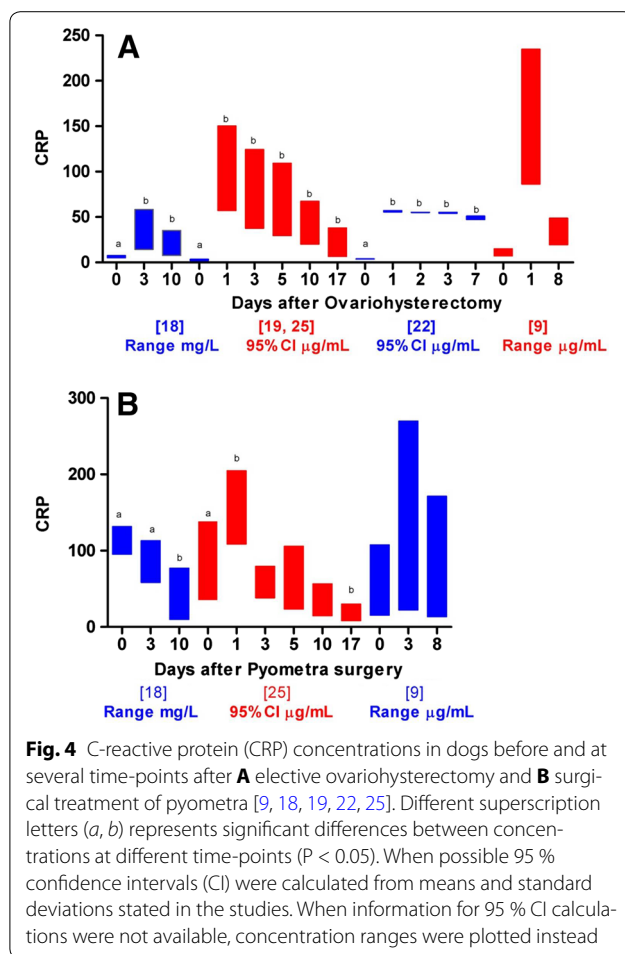 A
250
200
150
100
50
0
CRP
a b b a b b b b b a b b b b
0 3 10 0 1 3 5 10 17 0 1 2 3 7 0 1 8
Days after Ovariohysterectomy
[18] [19, 25] [22] [9]
Range mg/L 95% CI μg/mL 95% CI μg/mL Range μg/mL
B
300
200
100
0
CRP
a a b a b b
0 3 10 0 1 3 5 10 17 0 3 8
Days after Pyometra surgery
[18] [25] [9]
Range mg/L 95% CI μg/mL Range μg/mL
Fig. 4 C-reactive protein (CRP) concentrations in dogs before and at
several time-points after A elective ovariohysterectomy and B surgi-
cal treatment of pyometra [9, 18, 19, 22, 25]. Different superscription
letters (a, b) represents significant differences between concen-
trations at different time-points (P < 0.05). When possible 95 %
confidence intervals (CI) were calculated from means and standard
deviations stated in the studies. When information for 95 % CI calcula-
tions were not available, concentration ranges were plotted instead